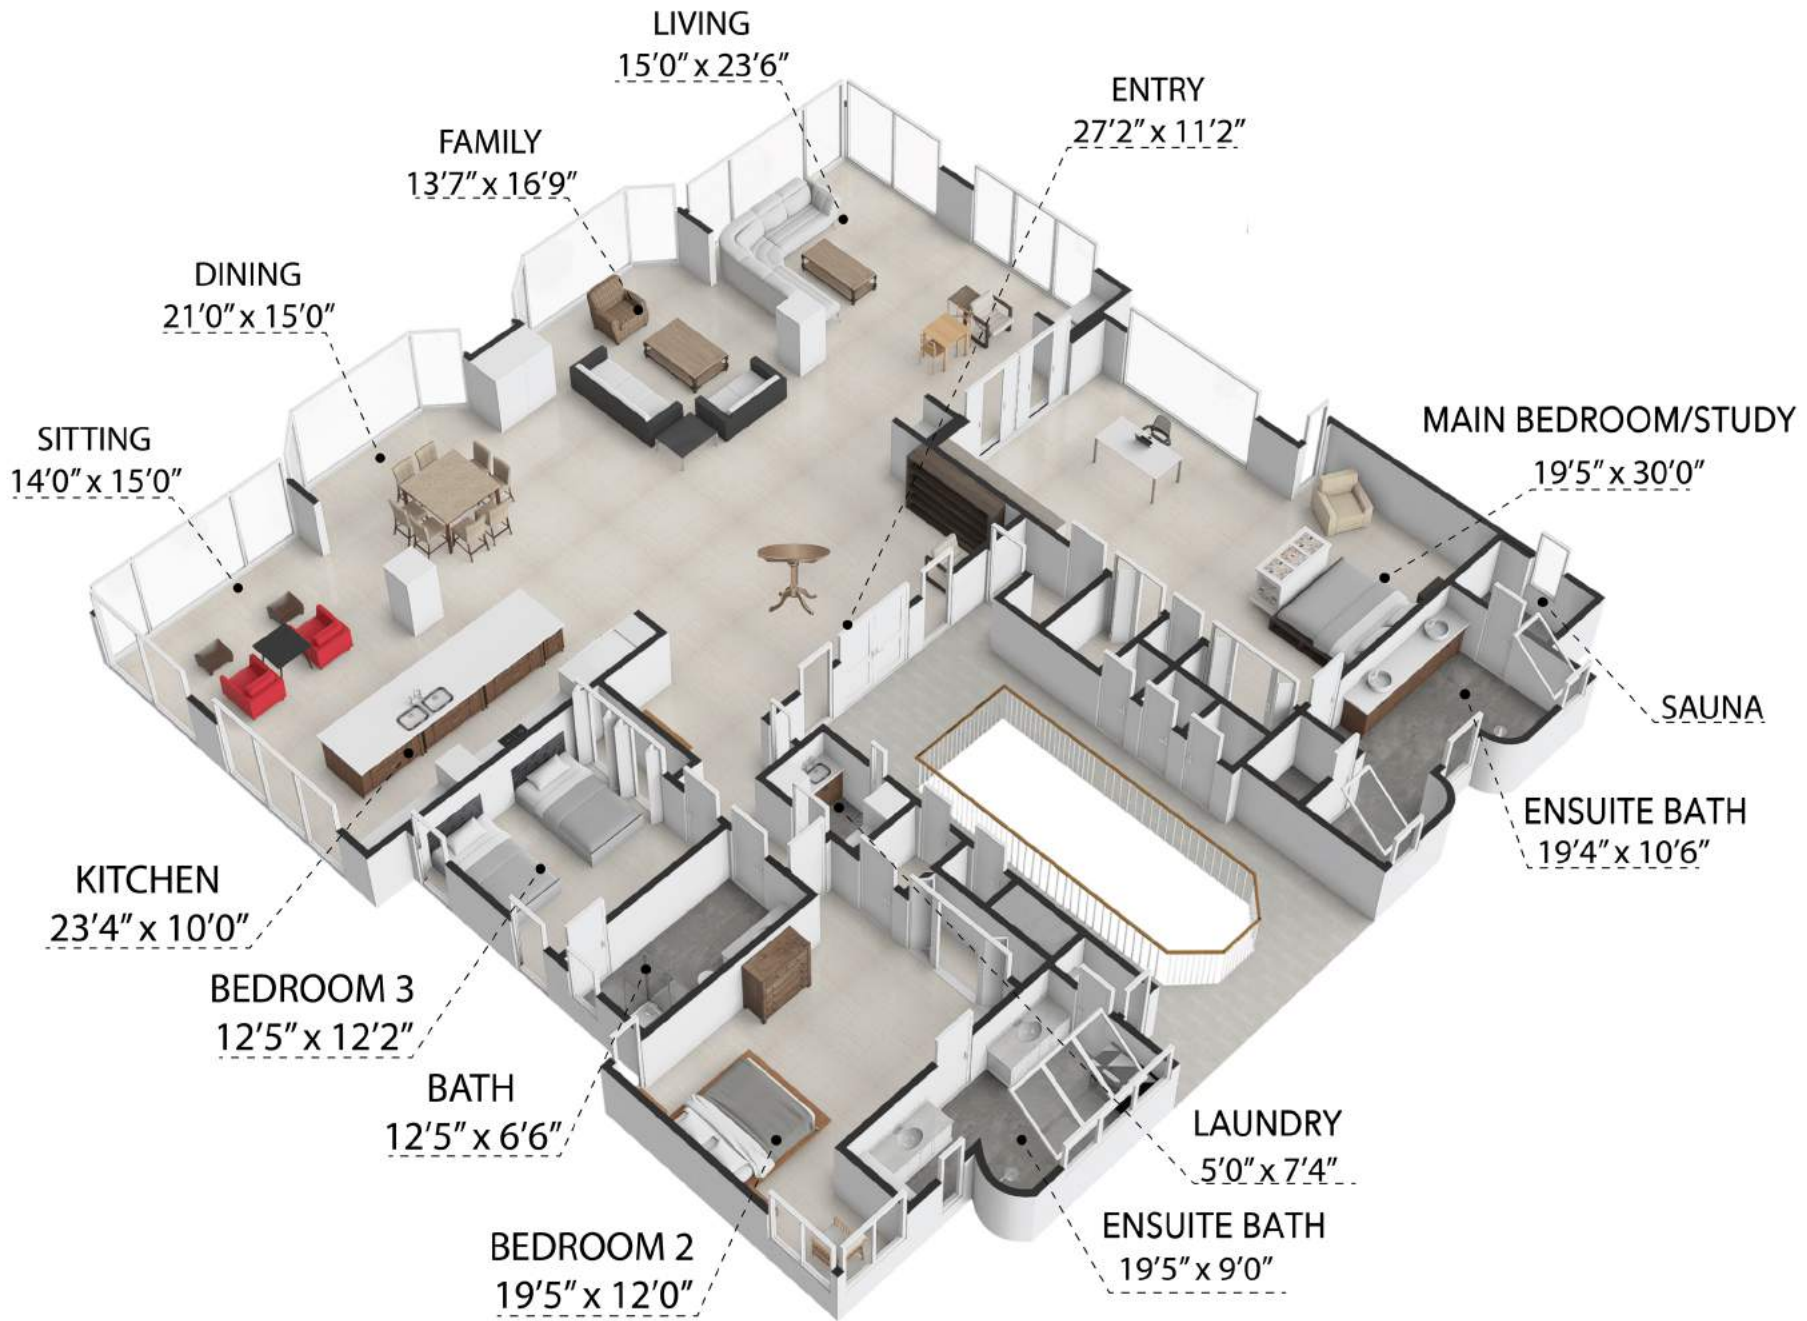 LIVING
15'0" x 23'6"
ENTRY
27'2" x 11'2"
FAMILY
13'7" x 16'9"
DINING
21'0" x 15'0"
SITTING
14'0" x 15'0"
MAIN BEDROOM/STUDY
19'5" x 30'0"
SAUNA
ENSUITE BATH
19'4" x 10'6"
KITCHEN
23'4" x 10'0"
BEDROOM 3
12'5" x 12'2"
BATH
12'5" x 6'6"
LAUNDRY
5'0" x 7'4"
ENSUITE BATH
19'5" x 9'0"
BEDROOM 2
19'5" x 12'0"